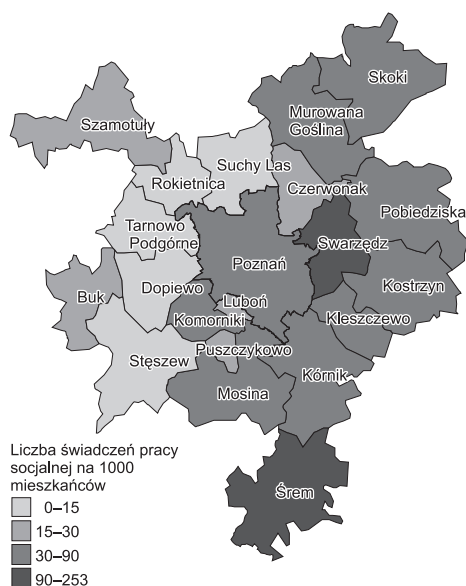 Skoki
Murowana
Goślina
Szamotuły
Suchy Las
Rokietnica
Czerwonak
Pobiedziska
Tarnowo
Podgórne
Swarzędz
Poznań
Buk
Dopiewo
Kostrzyn
Luboń
Komorniki
Kleszczewo
Puszczykowo
Stęszew
Kórnik
Mosina
Śrem
Liczba świadczeń pracy
socjalnej na 1000
mieszkańców
0–15
15–30
30–90
90–253